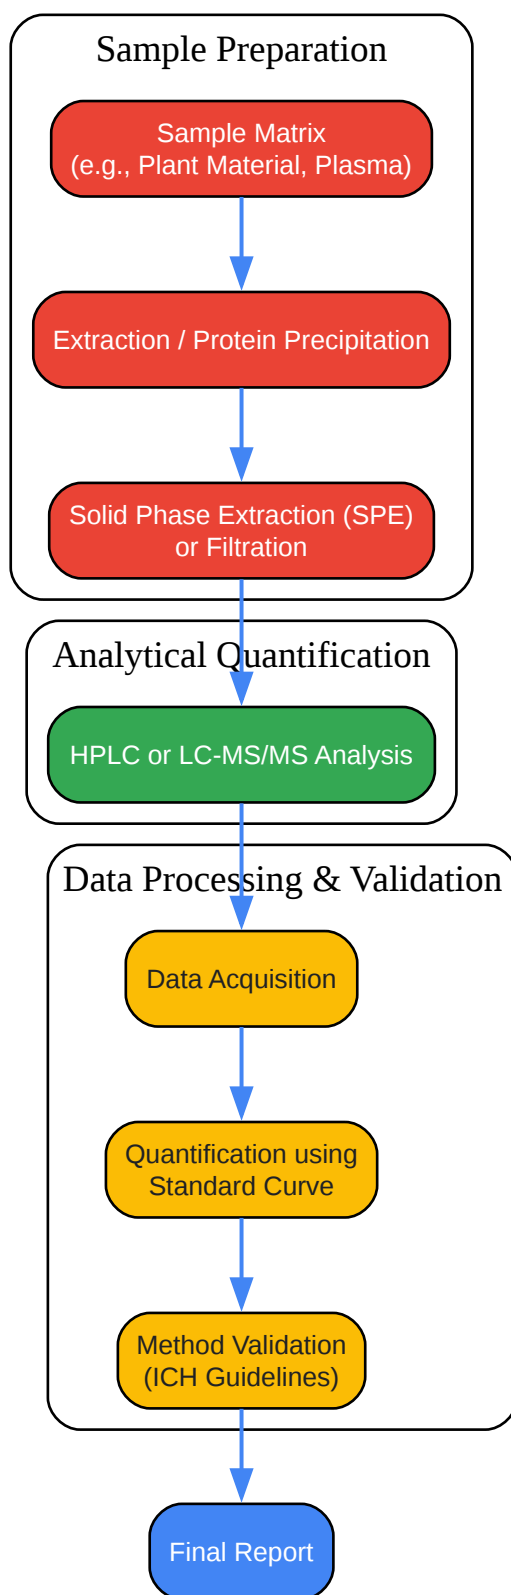 Sample Preparation
Sample Matrix
(e.g., Plant Material, Plasma)
Extraction / Protein Precipitation
Solid Phase Extraction (SPE)
or Filtration
Analytical Quantification
HPLC or LC-MS/MS Analysis
Data Processing & Validation
Data Acquisition
Quantification using
Standard Curve
Method Validation
(ICH Guidelines)
Final Report